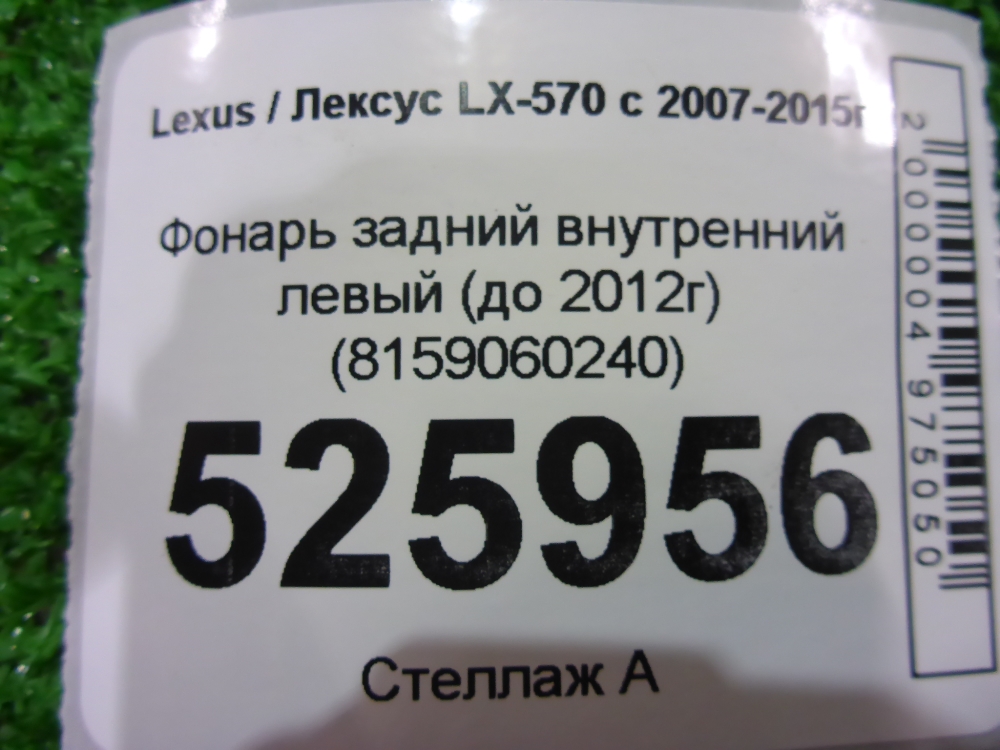 Lexus / Лексус LX-570 с 2007-2015г
Фонарь задний внутренний
левый (до 2012г)
(8159060240)
525956
Стеллаж А
2000004975050